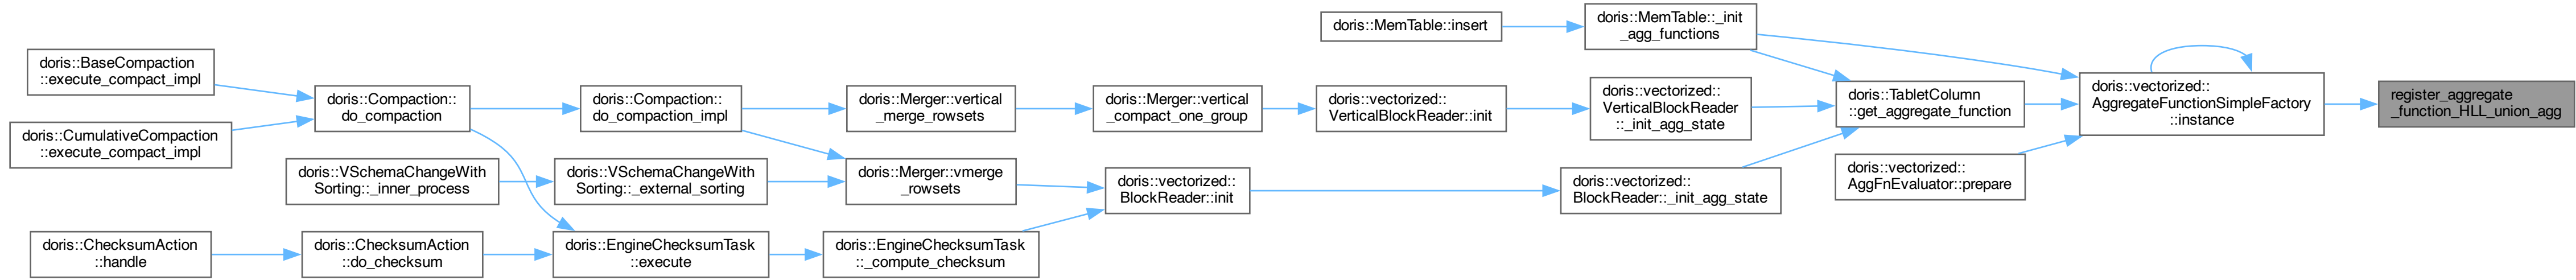 doris::BaseCompaction
::execute_compact_impl
doris::CumulativeCompaction
::execute_compact_impl
doris::Compaction::
do_compaction
doris::VSchemaChangeWith
Sorting::_inner_process
doris::ChecksumAction
::handle
doris::ChecksumAction
::do_checksum
doris::Compaction::
do_compaction_impl
doris::VSchemaChangeWith
Sorting::_external_sorting
doris::EngineChecksumTask
::execute
doris::Merger::vertical
_merge_rowsets
doris::Merger::vmerge
_rowsets
doris::EngineChecksumTask
::_compute_checksum
doris::Merger::vertical
_compact_one_group
doris::vectorized::
BlockReader::init
doris::MemTable::insert
doris::vectorized::
VerticalBlockReader::init
doris::MemTable::_init
_agg_functions
doris::vectorized::
VerticalBlockReader
::_init_agg_state
doris::vectorized::
BlockReader::_init_agg_state
doris::TabletColumn
::get_aggregate_function
doris::vectorized::
AggFnEvaluator::prepare
doris::vectorized::
AggregateFunctionSimpleFactory
::instance
register_aggregate
_function_HLL_union_agg